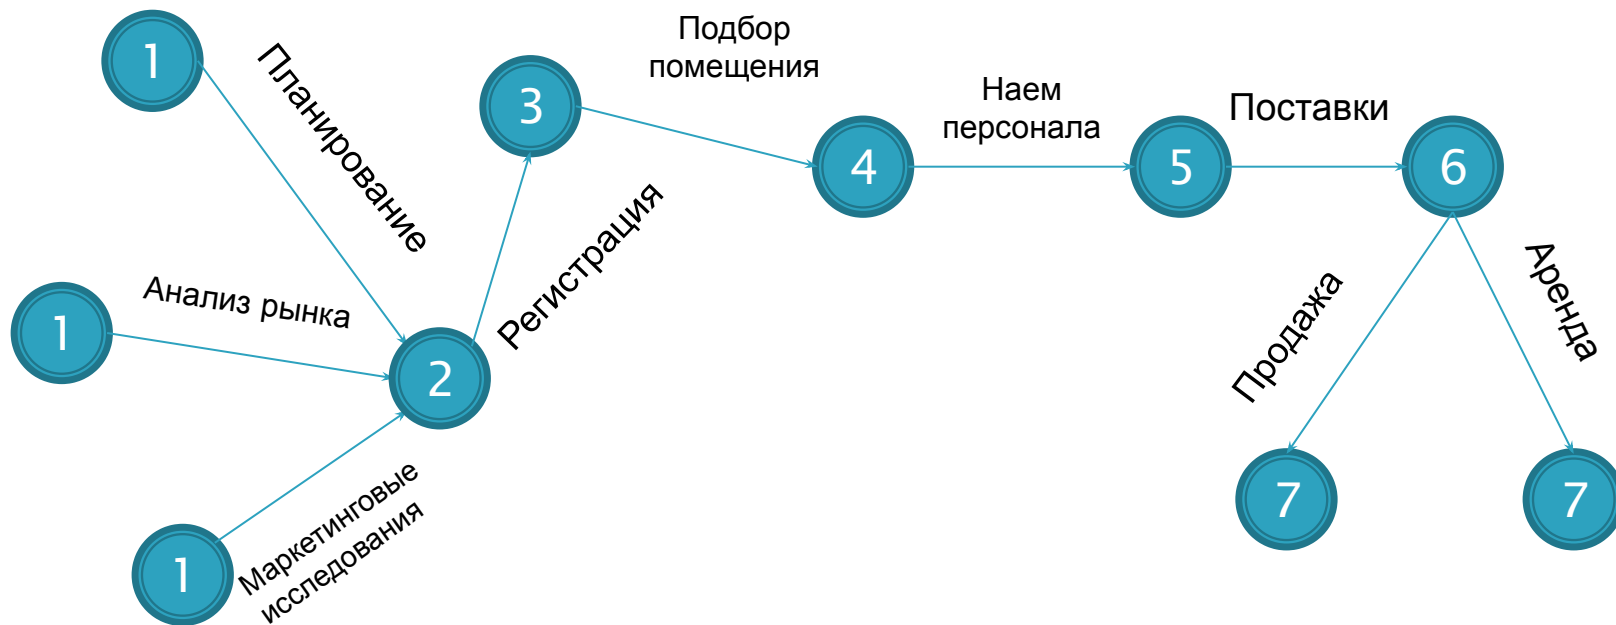 1
Планирование
3
Подбор
помещения
Наем
персонала
Поставки
4
5
6
1
Анализ рынка
2
Регистрация
Продажа
Аренда
1
Маркетинговые
исследования
7
7